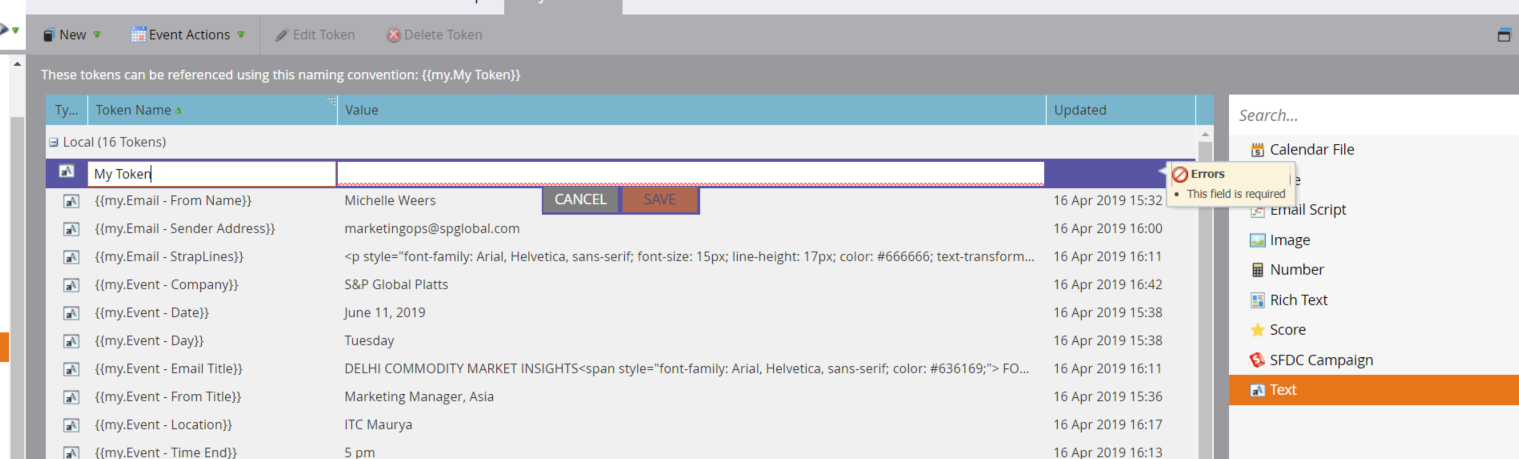 New Event Actions Edit Token Delete Token
These tokens can be referenced using this naming convention: {{my.My Token}}
Ty... Token Name Value Updated
Local (16 Tokens)
My Token
{{my.Email - From Name}} Michelle Weers 16 Apr 2019 15:32
CANCEL SAVE
{{my.Email - Sender Address}} marketingops@spglobal.com 16 Apr 2019 16:00
{{my.Email - StrapLines}} <p style="font-family: Arial, Helvetica, sans-serif; font-size: 15px; line-height: 17px; color: #666666; text-transform... 16 Apr 2019 16:11
{{my.Event - Company}} S&P Global Platts 16 Apr 2019 16:42
{{my.Event - Date}} June 11, 2019 16 Apr 2019 15:38
{{my.Event - Day}} Tuesday 16 Apr 2019 15:38
{{my.Event - Email Title}} DELHI COMMODITY MARKET INSIGHTS<span style="font-family: Arial, Helvetica, sans-serif; color: #636169;"> FO... 16 Apr 2019 16:11
{{my.Event - From Title}} Marketing Manager, Asia 16 Apr 2019 15:36
{{my.Event - Location}} ITC Maurya 16 Apr 2019 16:17
{{my.Event - Time End}} 5 pm 16 Apr 2019 16:13
Errors
This field is required
Search...
Calendar File
Email Script
Image
Number
Rich Text
Score
SFDC Campaign
Text